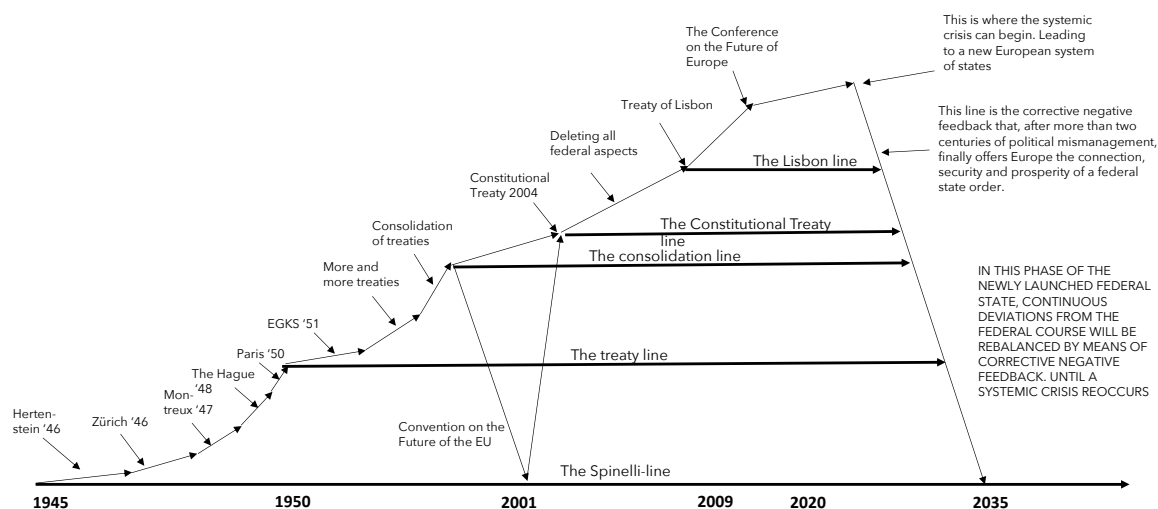 This is where the systemic
crisis can begin. Leading
to a new European system
of states
The Conference
on the Future of
Europe
Treaty of Lisbon
This line is the corrective negative
feedback that, after more than two
centuries of political mismanagement,
finally offers Europe the connection,
security and prosperity of a federal
state order.
Deleting all
federal aspects
The Lisbon line
Constitutional
Treaty 2004
Consolidation
of treaties
The Constitutional Treaty
line
The consolidation line
More and
more treaties
IN THIS PHASE OF THE
NEWLY LAUNCHED FEDERAL
STATE, CONTINUOUS
DEVIATIONS FROM THE
FEDERAL COURSE WILL BE
REBALANCED BY MEANS OF
CORRECTIVE NEGATIVE
FEEDBACK. UNTIL A
SYSTEMIC CRISIS REOCCURS
EGKS ‘51
Paris ‘50
The treaty line
The Hague
‘48
Mon-
treux ‘47
Zürich ‘46
Herten-
stein ‘46
Convention on the
Future of the EU
The Spinelli-line
1945
1950
2001
2009
2020
2035